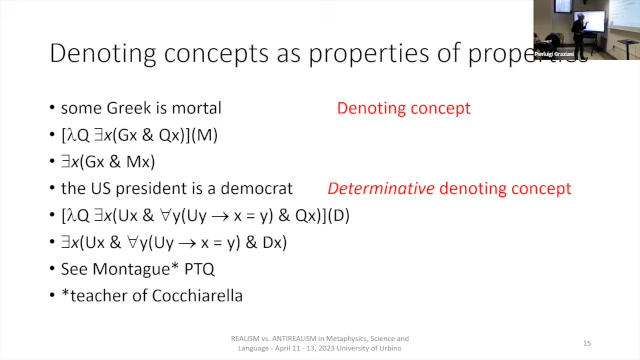 Denoting concepts as properties of properties
Pierluigi Graziani
• some Greek is mortal Denoting concept
• [λQ ∃x(Gx & Qx)](M)
• ∃x(Gx & Mx)
• the US president is a democrat Determinative denoting concept
• [λQ ∃x(Ux & ∀y(Uy → x = y) & Qx)](D)
• ∃x(Ux & ∀y(Uy → x = y) & Dx)
• See Montague* PTQ
• *teacher of Cocchiarella
REALISM vs. ANTIREALISM in Metaphysics, Science and
Language - April 11 - 13, 2023 University of Urbino
15